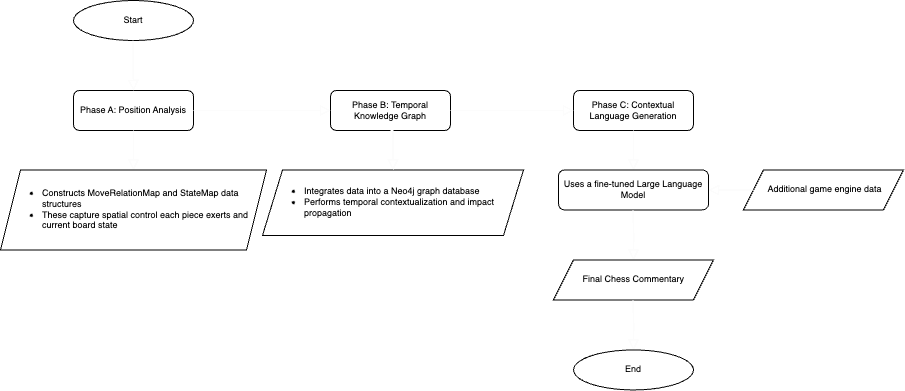 Start
Phase A: Position Analysis
Phase B: Temporal
Knowledge Graph
Phase C: Contextual
Language Generation
• Constructs MoveRelationMap and StateMap data
structures
• These capture spatial control each piece exerts and
current board state
• Integrates data into a Neo4j graph database
• Performs temporal contextualization and impact
propagation
Uses a fine-tuned Large Language
Model
Additional game engine data
Final Chess Commentary
End